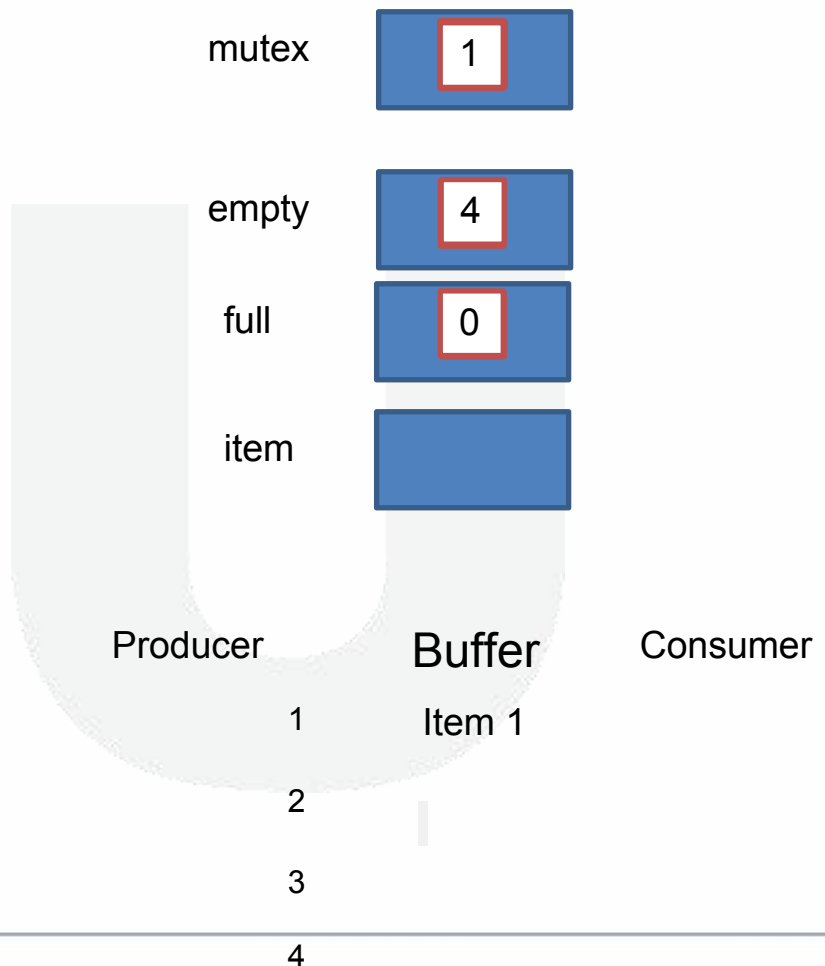 mutex 1
empty 4
full 0
item
Producer Buffer Consumer
1 Item 1
2
3
4